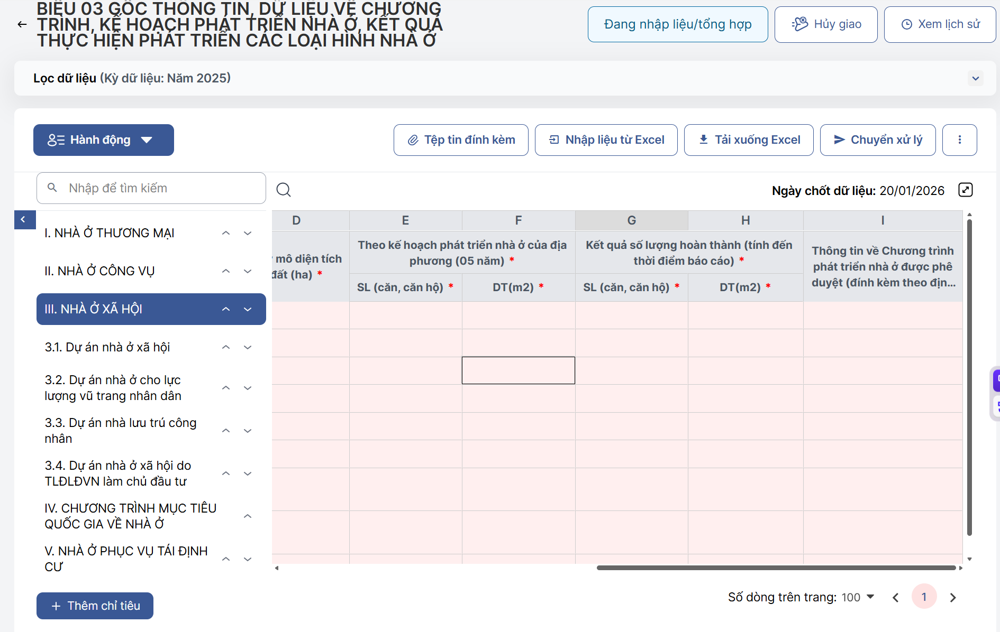 BIỂU 03 GỐC THÔNG TIN, DỮ LIỆU VỀ CHƯƠNG
TRÌNH, KẾ HOẠCH PHÁT TRIỂN NHÀ Ở, KẾT QUẢ
THỰC HIỆN PHÁT TRIỂN CÁC LOẠI HÌNH NHÀ Ở
Đang nhập liệu/tổng hợp
Hủy giao
Xem lịch sử
Lọc dữ liệu (Kỳ dữ liệu: Năm 2025)
Hành động
Tệp tin đính kèm
Nhập liệu từ Excel
Tải xuống Excel
Chuyển xử lý
Nhập để tìm kiếm
Ngày chốt dữ liệu: 20/01/2026
I. NHÀ Ở THƯƠNG MẠI
II. NHÀ Ở CÔNG VỤ
III. NHÀ Ở XÃ HỘI
3.1. Dự án nhà ở xã hội
3.2. Dự án nhà ở cho lực
lượng vũ trang nhân dân
3.3. Dự án nhà lưu trú công
nhân
3.4. Dự án nhà ở xã hội do
TLĐLĐVN làm chủ đầu tư
IV. CHƯƠNG TRÌNH MỤC TIÊU
QUỐC GIA VỀ NHÀ Ở
V. NHÀ Ở PHỤC VỤ TÁI ĐỊNH
CƯ
Thêm chỉ tiêu
D E F G H I
mô diện tích
đất (ha) *
Theo kế hoạch phát triển nhà ở của địa
phương (05 năm) *
Kết quả số lượng hoàn thành (tính đến
thời điểm báo cáo) *
Thông tin về Chương trình
phát triển nhà ở được phê
duyệt (đính kèm theo địn...
SL (căn, căn hộ) *
DT(m2) *
SL (căn, căn hộ) *
DT(m2) *
Số dòng trên trang: 100
1